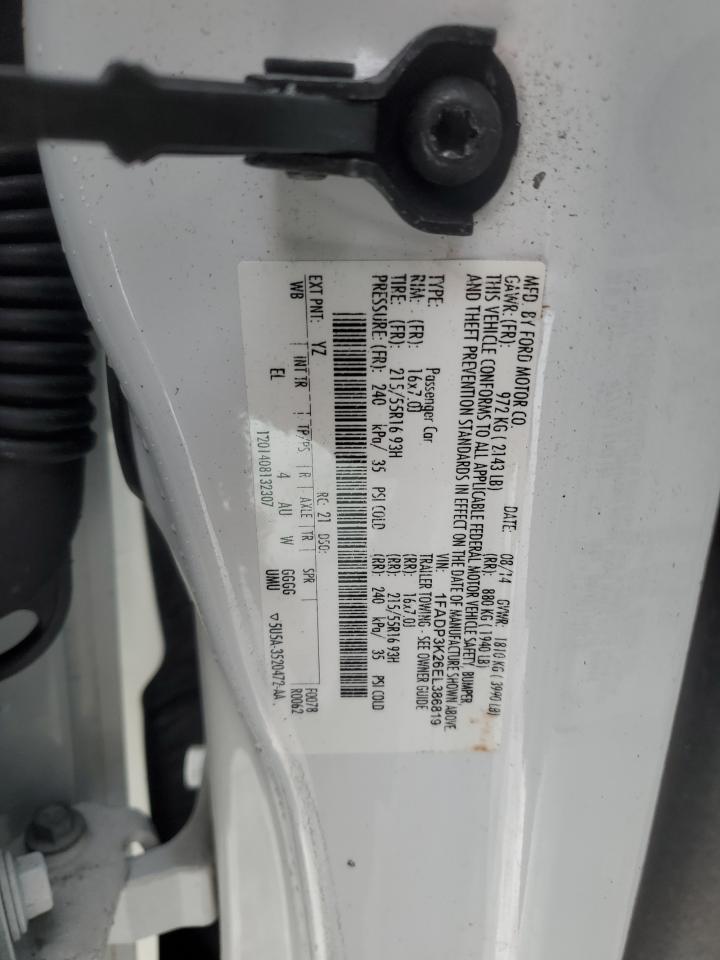 MFD. BY FORD MOTOR CO.
DATE: 08/14 GVWR: 1810 KG ( 3990 LB)
GAWR: (FR): 972 KG ( 2143 LB) (RR): 880 KG ( 1940 LB)
THIS VEHICLE CONFORMS TO ALL APPLICABLE FEDERAL MOTOR VEHICLE SAFETY, BUMPER,
AND THEFT PREVENTION STANDARDS IN EFFECT ON THE DATE OF MANUFACTURE SHOWN ABOVE
VIN: 1FADP3K26EL386819
TYPE: Passenger Car TRAILER TOWING - SEE OWNER GUIDE
RIM: (FR): 16x7.0J (RR): 16x7.0J
TIRE: (FR): 215/55R16 93H (RR): 215/55R16 93H
PRESSURE: (FR): 240 kPa/ 35 PSI COLD (RR): 240 kPa/ 35 PSI COLD
EXT PNT: YZ RC: 21 DSO: F0078
R0062
WB INT TR TP/PS R AXLE TR SPR
EL 4 AU W GGGG
UMU
17201408132307 ▽5U5A-3520472-AA